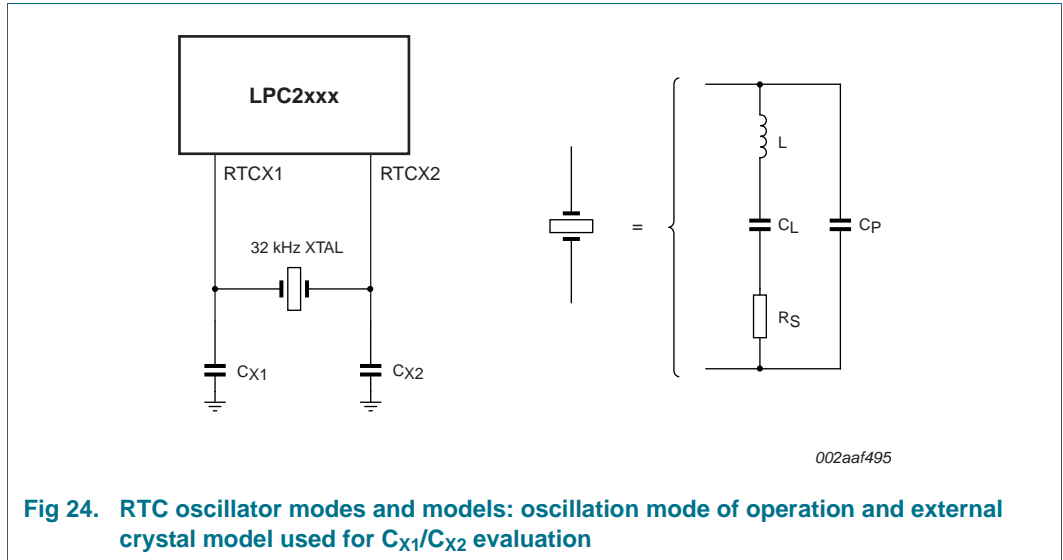 LPC2xxx
RTCX1 RTCX2
32 kHz XTAL
CX1 CX2
=
L
CL CP
RS
002aaf495
Fig 24. RTC oscillator modes and models: oscillation mode of operation and external
crystal model used for CX1/CX2 evaluation